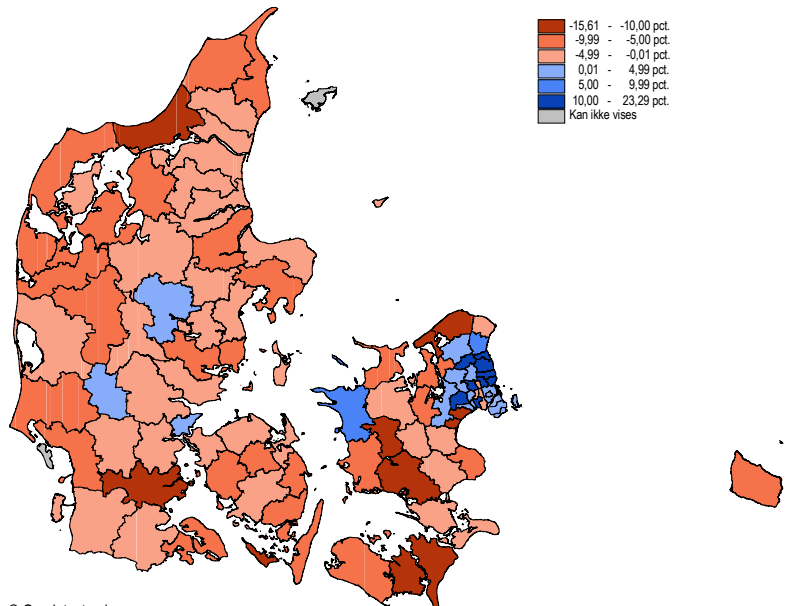 -15,61 - -10,00 pct.
-9,99 - -5,00 pct.
-4,99 - -0,01 pct.
0,01 - 4,99 pct.
5,00 - 9,99 pct.
10,00 - 23,29 pct.
Kan ikke vises